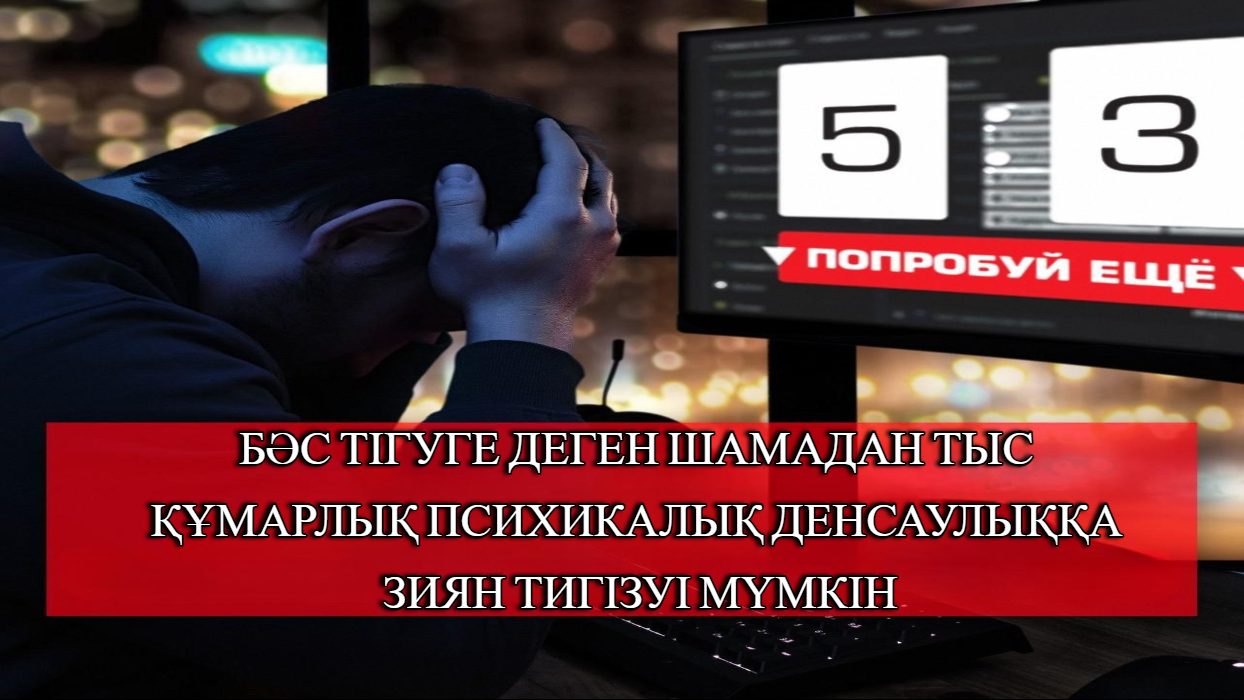 5 3
ПОПРОБУЙ ЕЩЁ
БӘС ТІГУГЕ ДЕГЕН ШАМАДАН ТЫС
ҚҰМАРЛЫҚ ПСИХИКАЛЫҚ ДЕНСАУЛЫҚҚА
ЗИЯН ТИГІЗУІ МҮМКІН